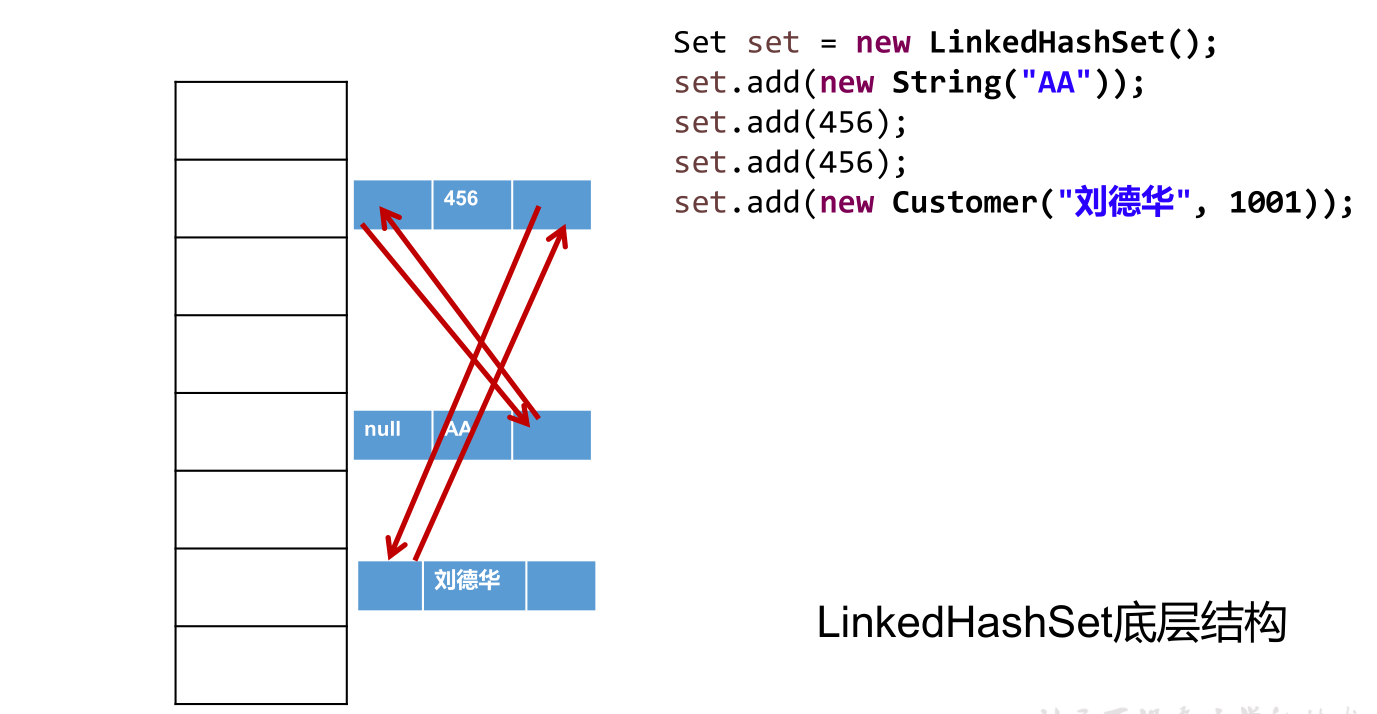 Set set = new LinkedHashSet();
set.add(new String("AA"));
set.add(456);
set.add(456);
set.add(new Customer("刘德华", 1001));
456
null AA
刘德华
LinkedHashSet底层结构